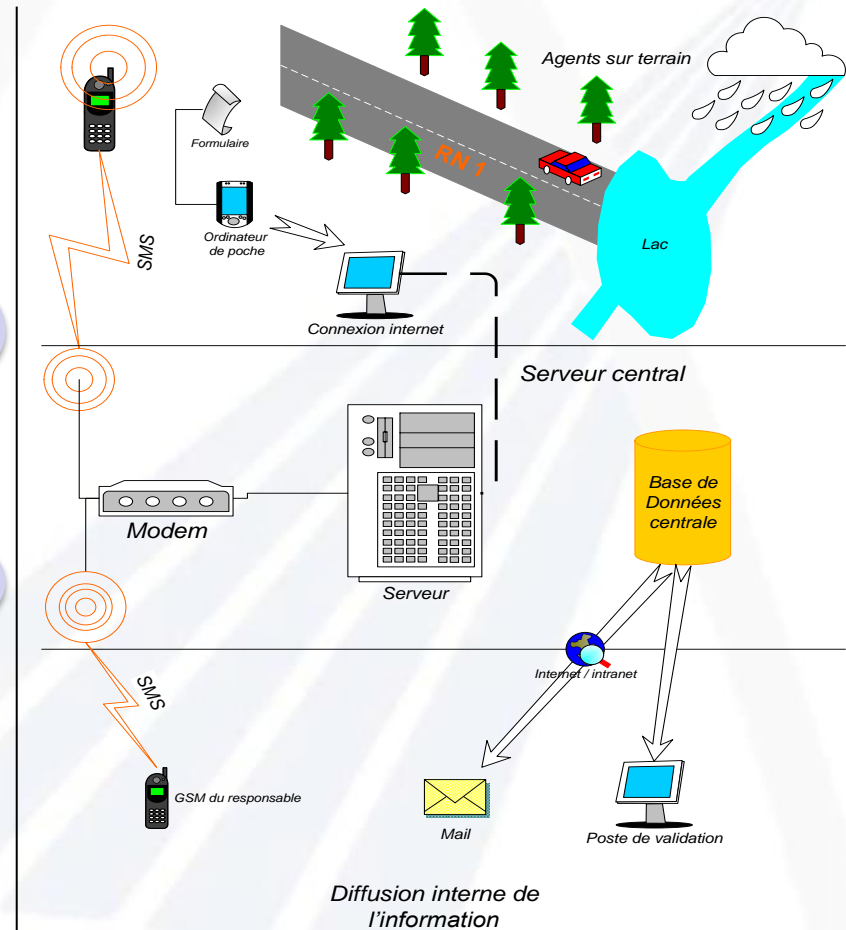 Agents sur terrain
Formulaire
RN 1
SMS
Ordinateur
de poche
Lac
Connexion internet
Serveur central
Base de
Données
centrale
Modem
Serveur
Internet / intranet
SMS
GSM du responsable
Mail
Poste de validation
Diffusion interne de
l'information